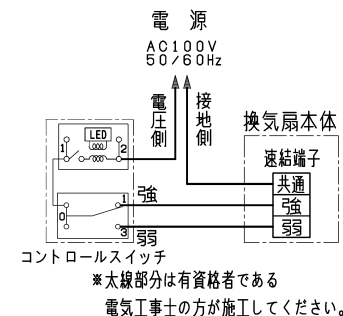 電源
AC100V
50/60Hz
電圧側
接地側
換気扇本体
速結端子
共通
強
弱
LED
1
2
強
1
0
3
弱
コントロールスイッチ
※太線部分は有資格者である
電気工事士の方が施工してください。